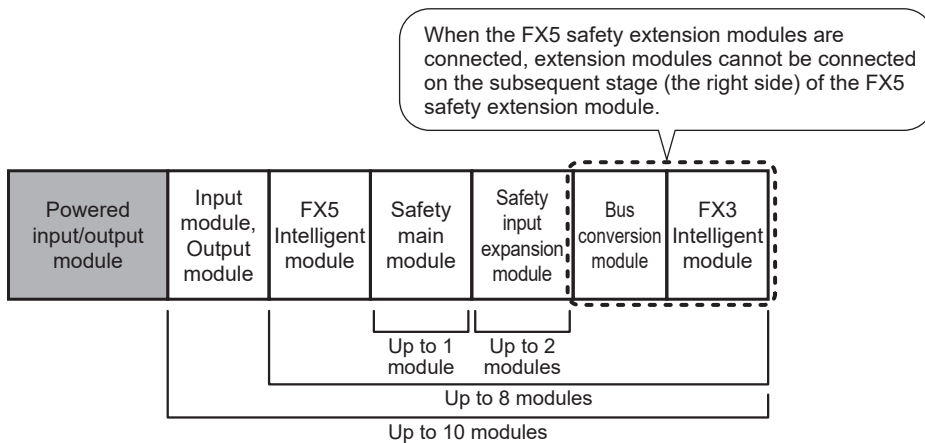 When the FX5 safety extension modules are
connected, extension modules cannot be connected
on the subsequent stage (the right side) of the FX5
safety extension module.
Powered
input/output
module
Input
module,
Output
module
FX5
Intelligent
module
Safety
main
module
Safety
input
expansion
module
Bus
conversion
module
FX3
Intelligent
module
Up to 1
module
Up to 2
modules
Up to 8 modules
Up to 10 modules